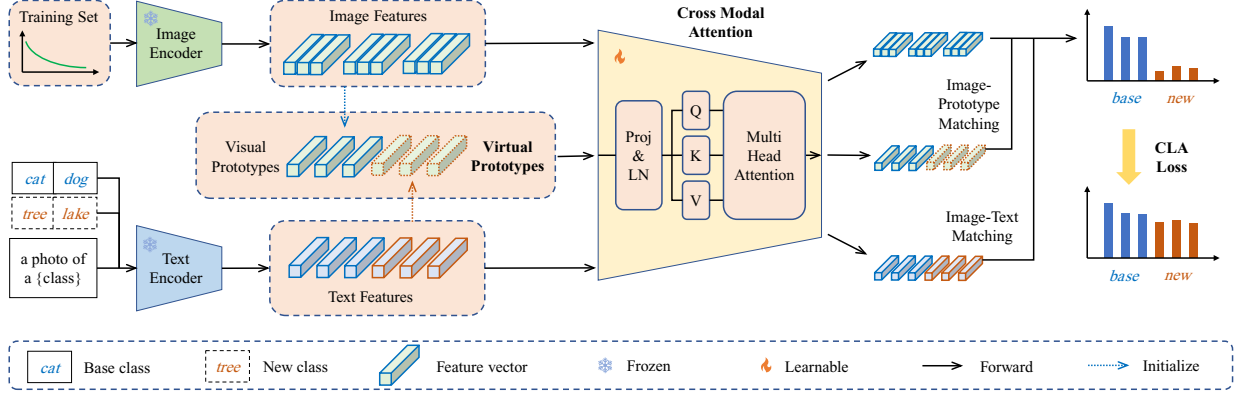 Training Set
Image
Encoder
Image Features
Cross Modal
Attention
Visual
Prototypes
Virtual
Prototypes
cat
dog
tree
lake
a photo of
a {class}
Text
Encoder
Text Features
Proj
&
LN
Q
K
V
Multi
Head
Attention
Image-
Prototype
Matching
Image-Text
Matching
base
new
CLA
Loss
base
new
cat
Base class
tree
New class
Feature vector
Frozen
Learnable
Forward
Initialize